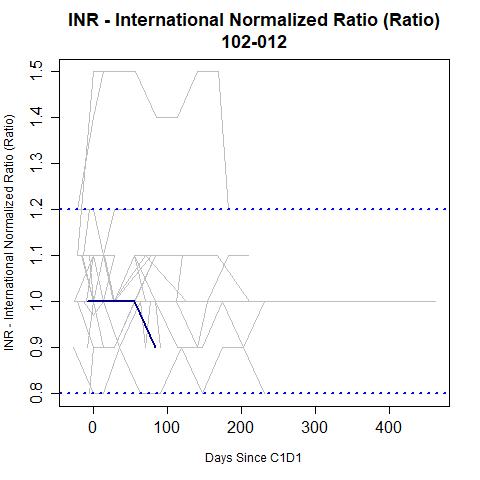 INR - International Normalized Ratio (Ratio)
102-012
INR - International Normalized Ratio (Ratio)
1.5
1.4
1.3
1.2
1.1
1.0
0.9
0.8
0 100 200 300 400
Days Since C1D1